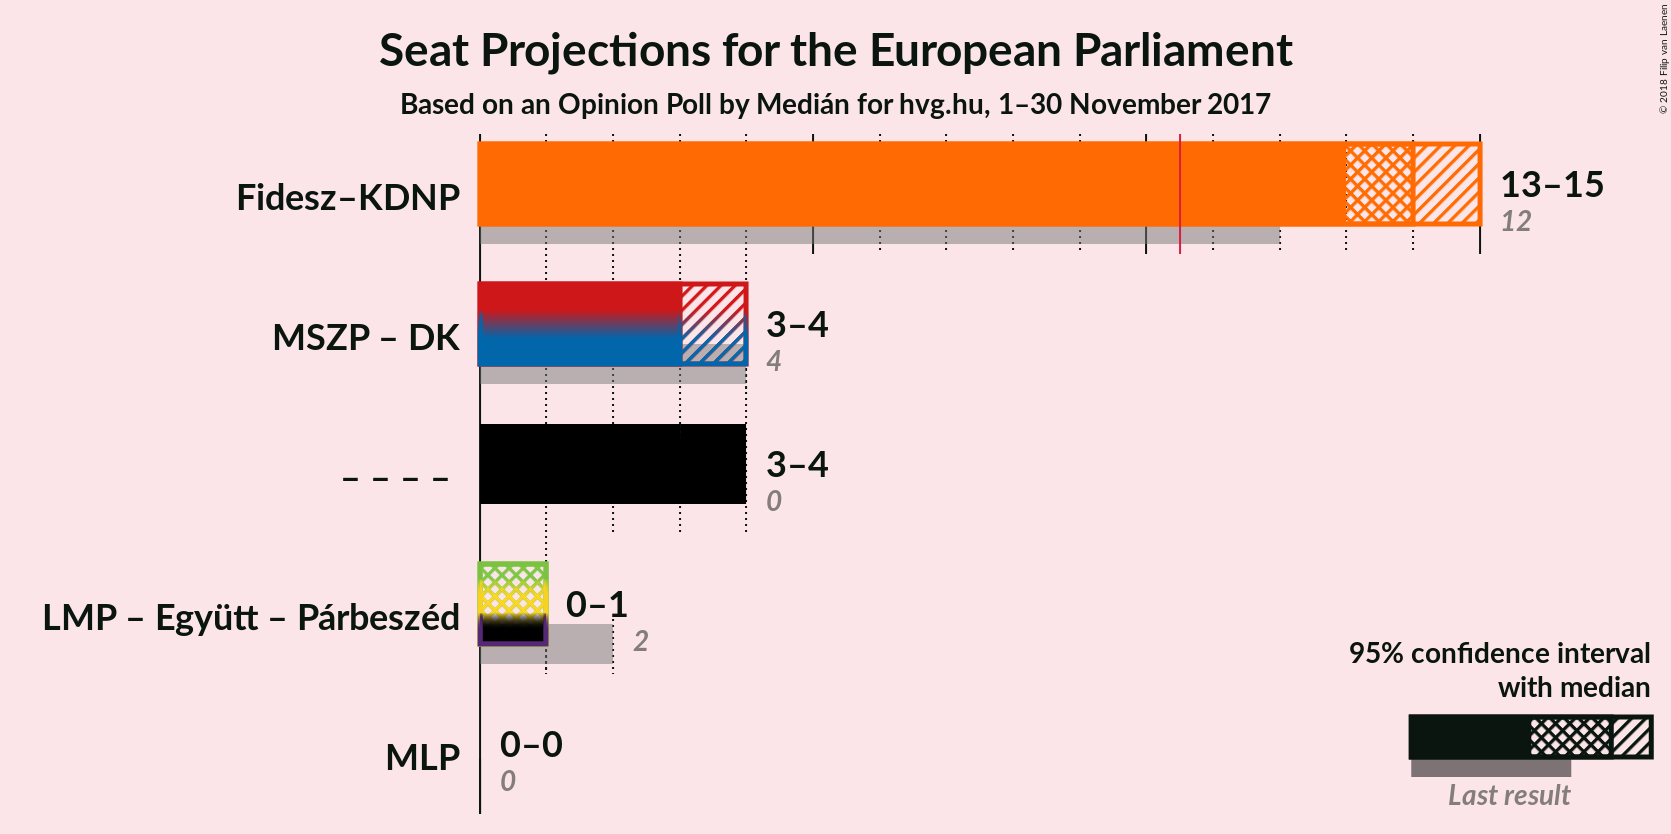 Seat Projections for the European Parliament
Based on an Opinion Poll by Medián for hvg.hu, 1–30 November 2017
© 2018 Filip van Laenen
Fidesz–KDNP
13–15
12
MSZP – DK
3–4
4
– – – –
3–4
0
LMP – Együtt – Párbeszéd
0–1
2
MLP
0–0
0
95% confidence interval
with median
Last result